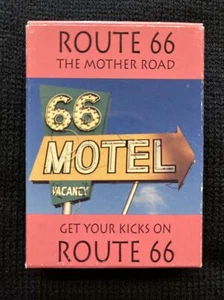 ROUTE 66
THE MOTHER ROAD
66
MOTEL
VACANCY
GET YOUR KICKS ON
ROUTE 66